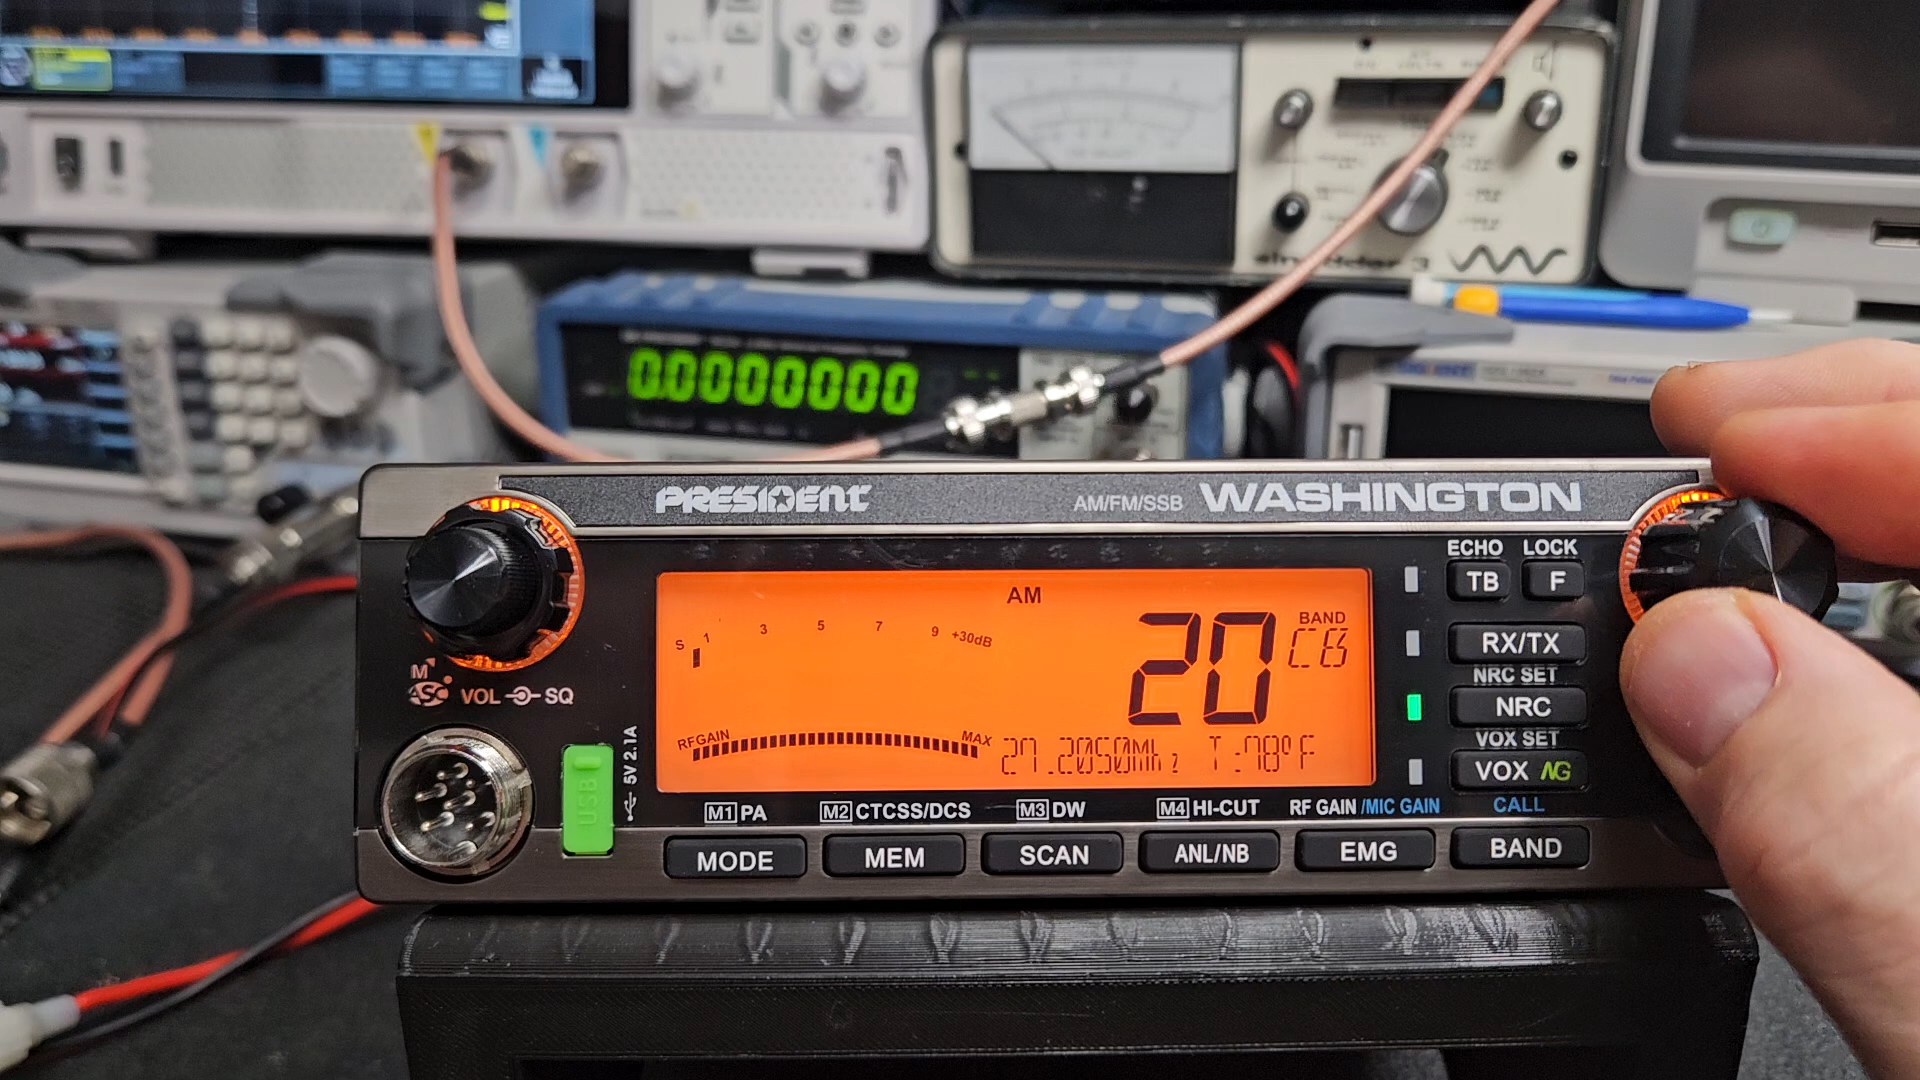 0.0000000
PRESIDENT
AM/FM/SSB WASHINGTON
ECHO LOCK
TB F
AM
S 1 3 5 7 9 +30dB
20
BAND
CB
RX/TX
NRC SET
NRC
M
ASC VOL SQ
5V 2.1A
USB
RFGAIN MAX
27.2050MHz T:78°F
VOX SET
VOX NG
M1 PA M2 CTCSS/DCS M3 DW M4 HI-CUT RF GAIN /MIC GAIN CALL
MODE MEM SCAN ANL/NB EMG BAND